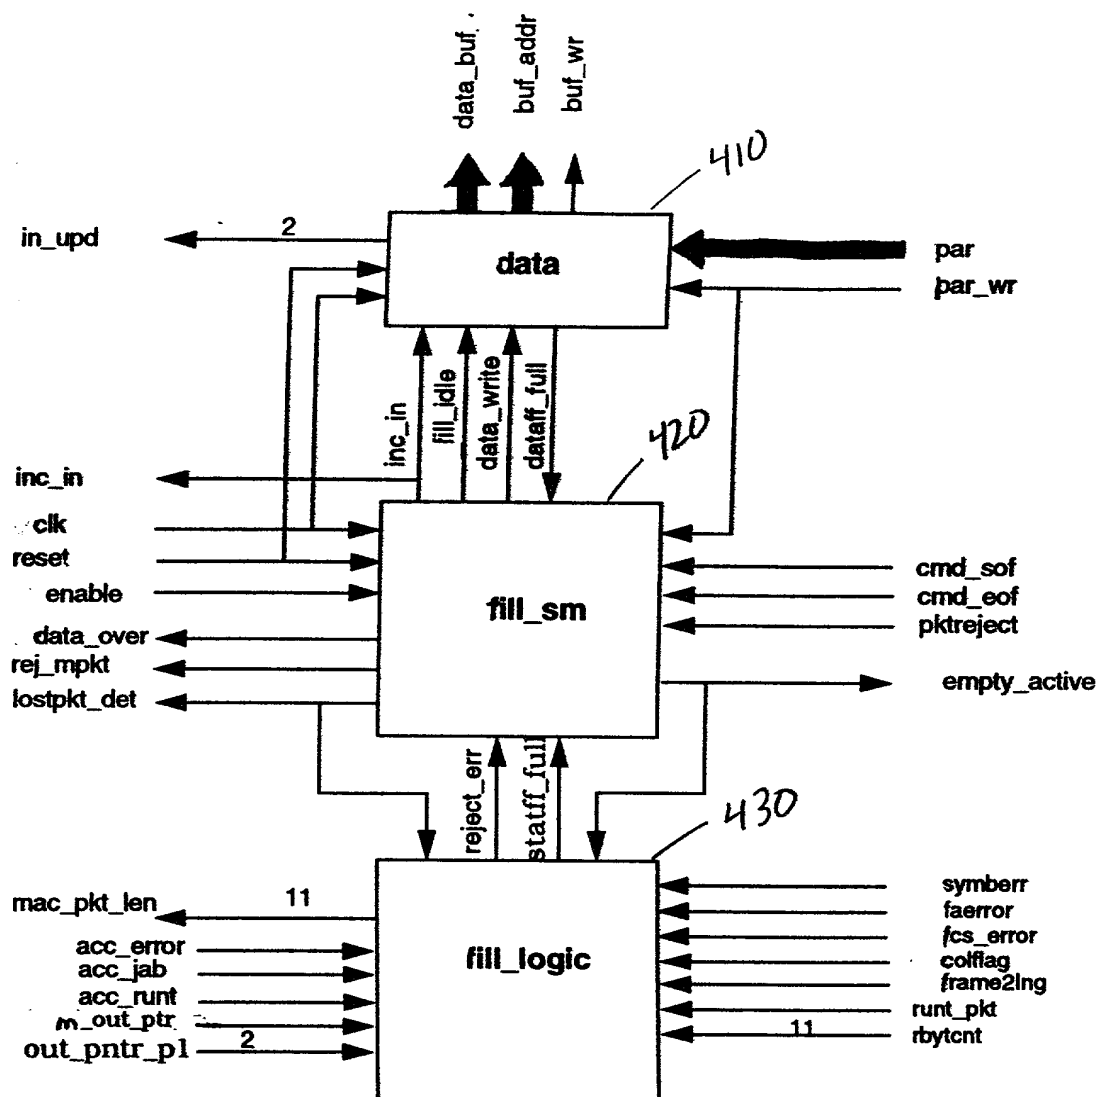 data_buf
buf_addr
buf_wr
410
in_upd
2
data
par
par_wr
inc_in
fill_idle
data_write
dataff_full
420
inc_in
clk
reset
enable
data_over
rej_mpkt
lostpkt_det
fill_sm
cmd_sof
cmd_eof
pktreject
empty_active
reject_err
statff_full
430
mac_pkt_len
11
acc_error
acc_jab
acc_runt
m_out_ptr
out_pntr_p1
2
fill_logic
symberr
faerror
fcs_error
colflag
frame2lng
runt_pkt
rbytcnt
11